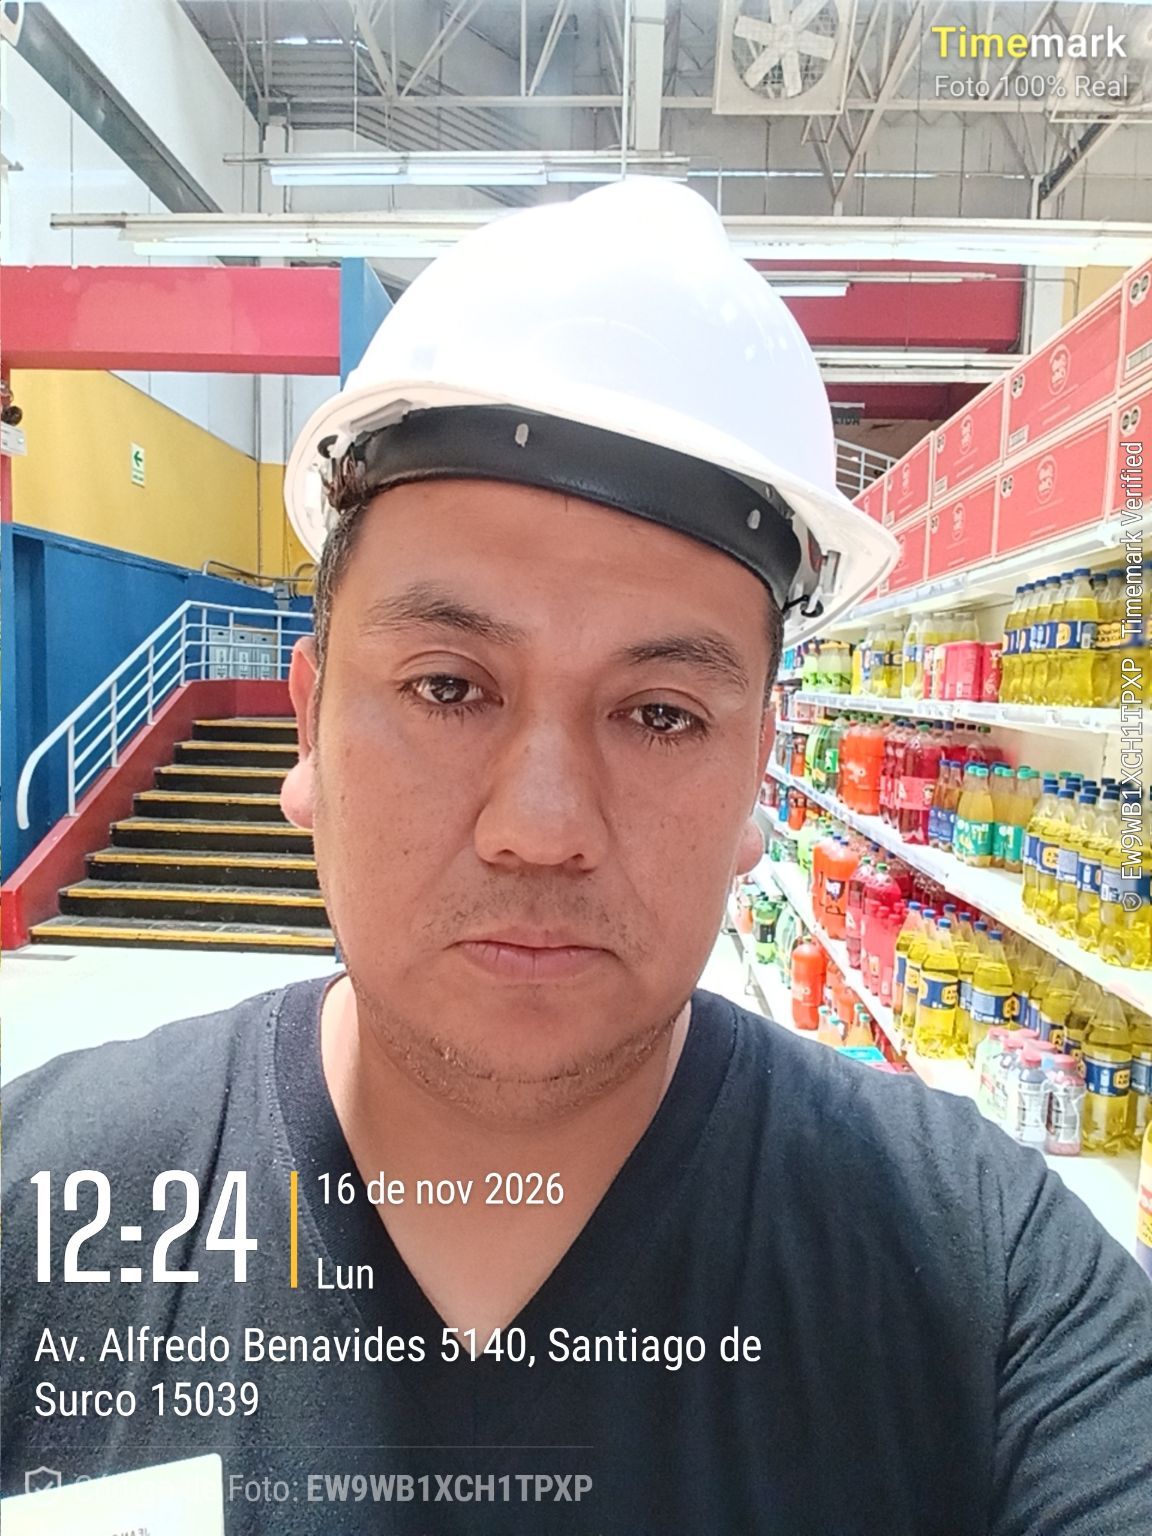 Timemark
Foto 100% Real
EW9WB1XCH1TPXP Timemark Verified
12:24
16 de nov 2026
Lun
Av. Alfredo Benavides 5140, Santiago de
Surco 15039
Foto: EW9WB1XCH1TPXP